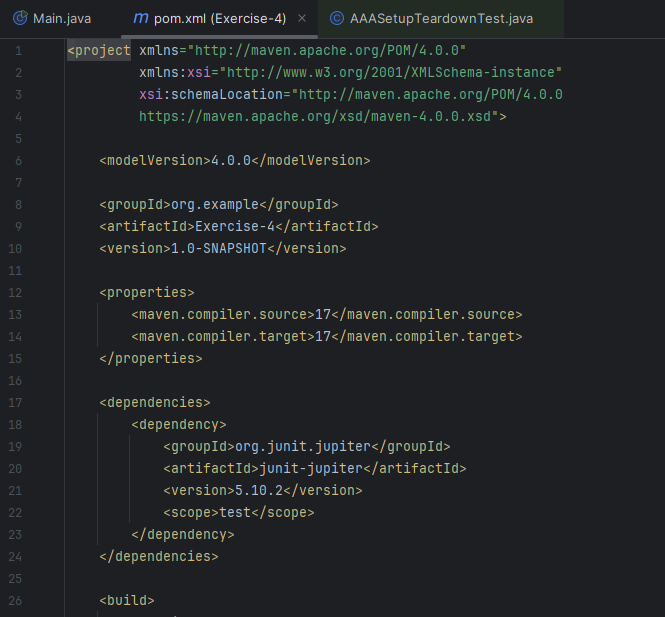 Main.java
m pom.xml (Exercise-4) ×
© AAASetupTeardownTest.java
1 <project xmlns="http://maven.apache.org/POM/4.0.0"
2 xmlns:xsi="http://www.w3.org/2001/XMLSchema-instance"
3 xsi:schemaLocation="http://maven.apache.org/POM/4.0.0
4 https://maven.apache.org/xsd/maven-4.0.0.xsd">
5
6 <modelVersion>4.0.0</modelVersion>
7
8 <groupId>org.example</groupId>
9 <artifactId>Exercise-4</artifactId>
10 <version>1.0-SNAPSHOT</version>
11
12 <properties>
13 <maven.compiler.source>17</maven.compiler.source>
14 <maven.compiler.target>17</maven.compiler.target>
15 </properties>
16
17 <dependencies>
18 <dependency>
19 <groupId>org.junit.jupiter</groupId>
20 <artifactId>junit-jupiter</artifactId>
21 <version>5.10.2</version>
22 <scope>test</scope>
23 </dependency>
24 </dependencies>
25
26 <build>